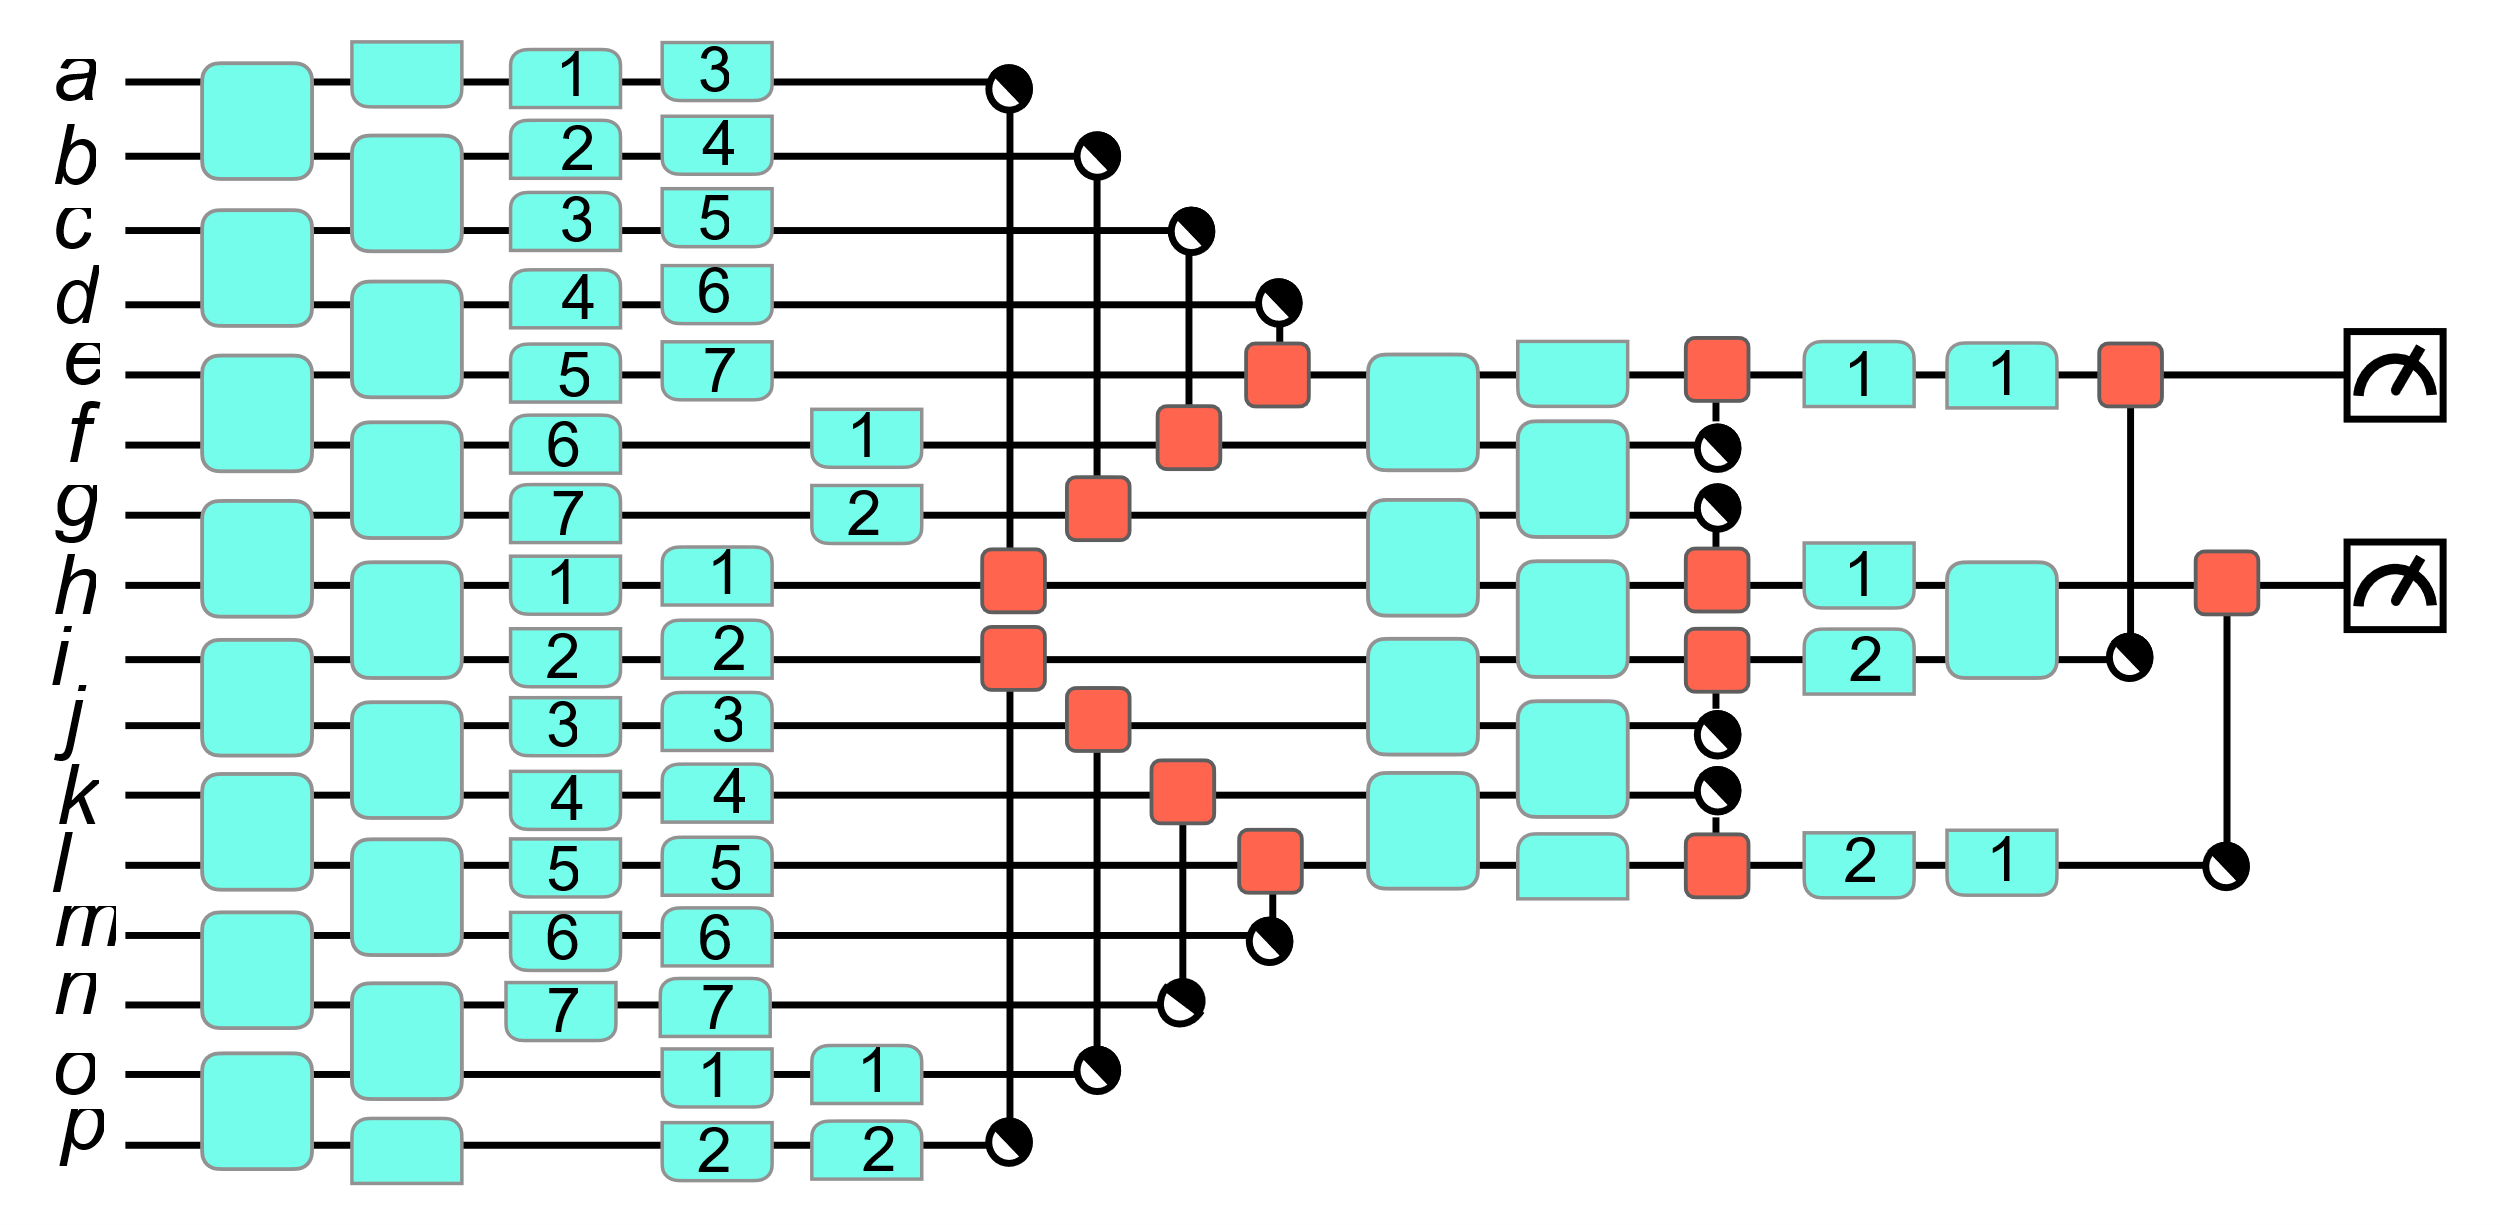 a 1 3
b 2 4
c 3 5
d 4 6
e 5 7 1 1
f 6 1
g 7 2
h 1 1 1
i 2 2 2
j 3 3
k 4 4
l 5 5 2 1
m 6 6
n 7 7
o 1 1
p 2 2